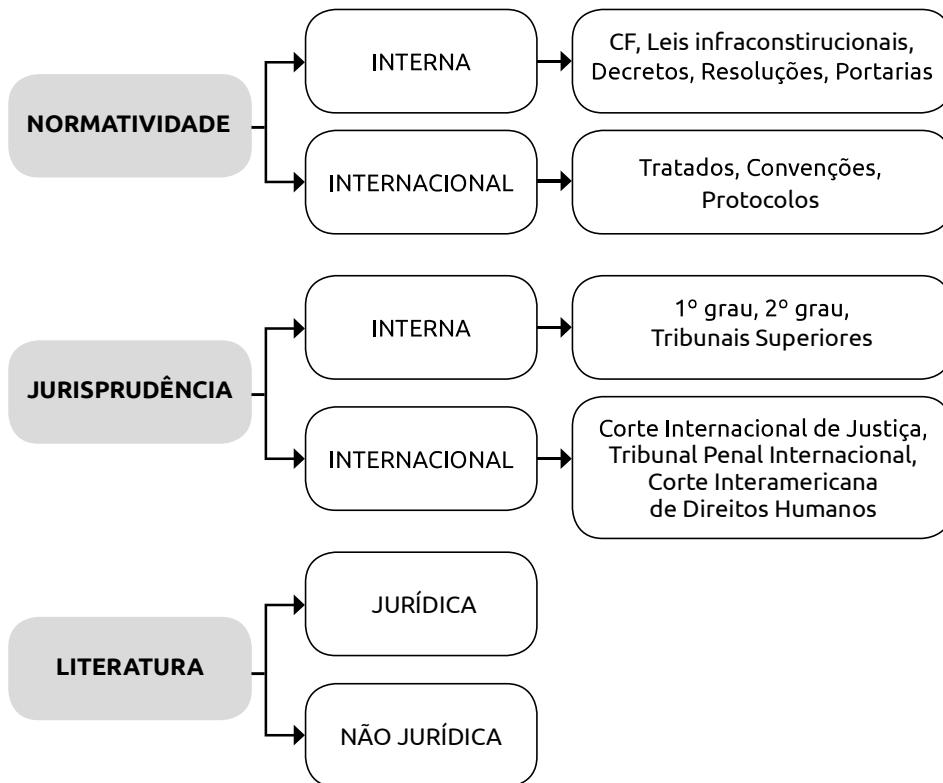 NORMATIVIDADE
INTERNA
CF, Leis infraconstirucionais,
Decretos, Resoluções, Portarias
INTERNACIONAL
Tratados, Convenções,
Protocolos
JURISPRUDÊNCIA
INTERNA
1º grau, 2º grau,
Tribunais Superiores
INTERNACIONAL
Corte Internacional de Justiça,
Tribunal Penal Internacional,
Corte Interamericana
de Direitos Humanos
LITERATURA
JURÍDICA
NÃO JURÍDICA